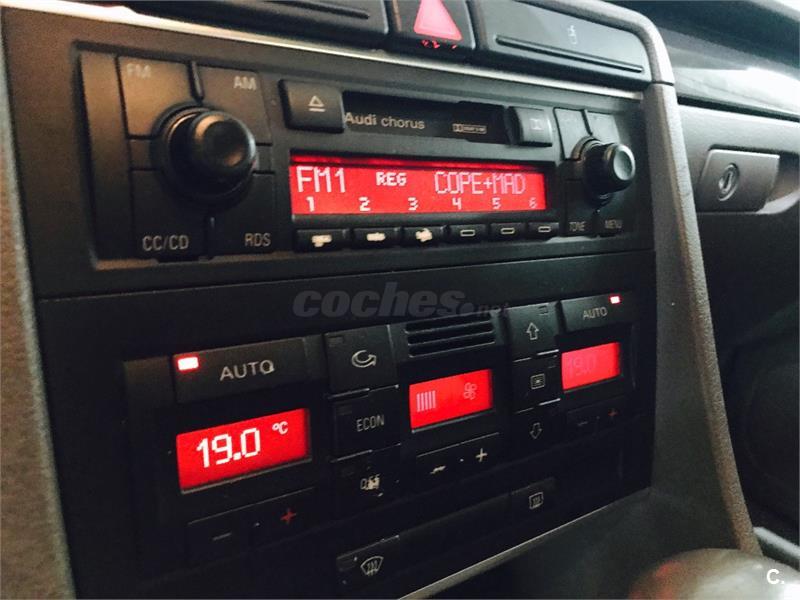 FM
AM
Audi chorus
FM1 REG COPE+MAD
1 2 3 4 5 6
CC/CD
RDS
TONE
MENU
coches.net
AUTO
AUTO
ECON
19.0 °C
19.0
OFF
- +
- +
- +
C.